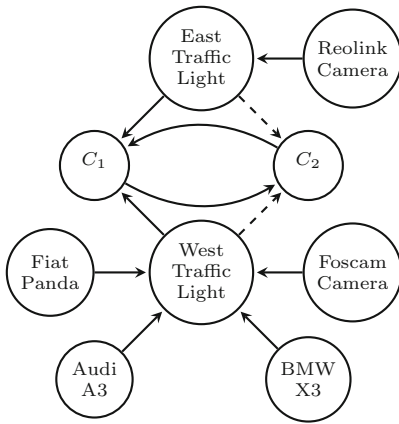 East
Traffic
Light
Reolink
Camera
C₁
C₂
Fiat
Panda
West
Traffic
Light
Foscam
Camera
Audi
A3
BMW
X3